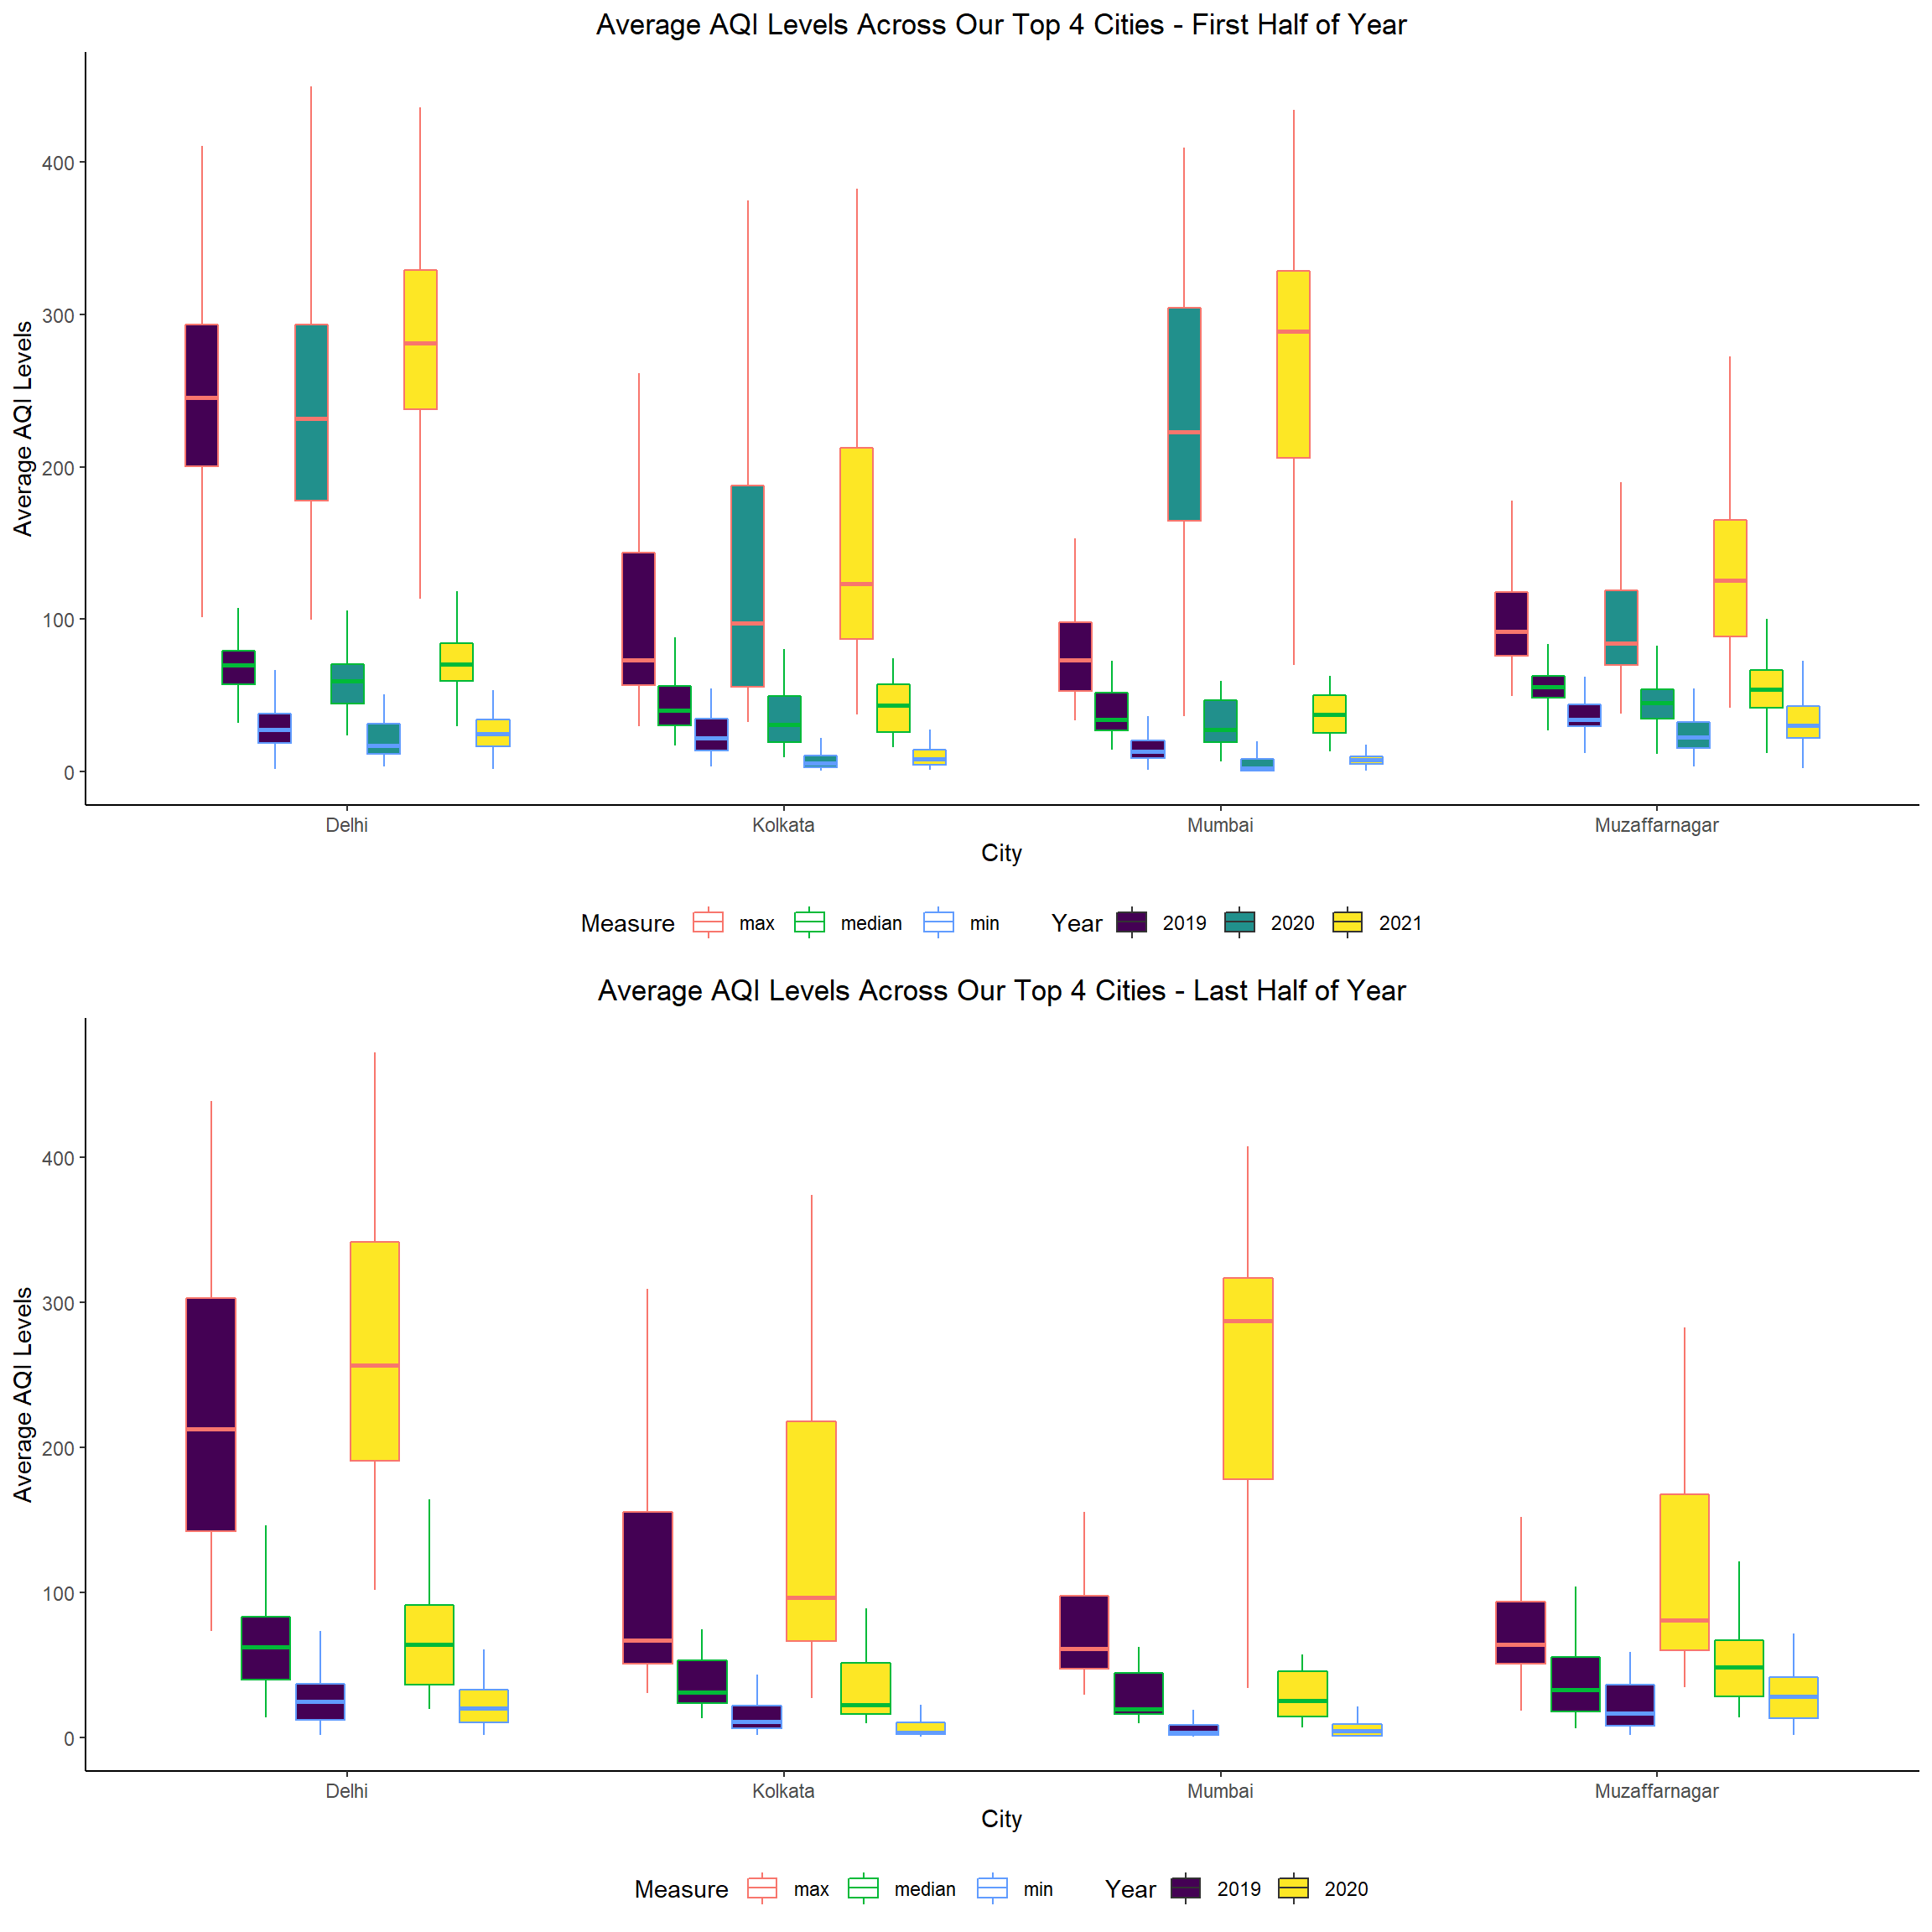 Average AQI Levels Across Our Top 4 Cities - First Half of Year
Average AQI Levels
400
300
200
100
0
Delhi Kolkata Mumbai Muzaffarnagar
City
Measure max median min Year 2019 2020 2021
Average AQI Levels Across Our Top 4 Cities - Last Half of Year
Average AQI Levels
400
300
200
100
0
Delhi Kolkata Mumbai Muzaffarnagar
City
Measure max median min Year 2019 2020